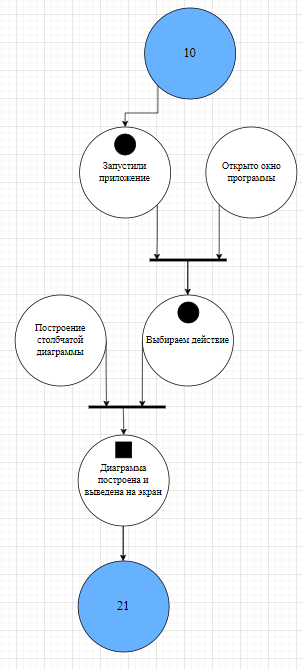 10
Запустили
приложение
Открыто окно
программы
Построение
столбчатой
диаграммы
Выбираем действие
Диаграмма
построена и
выведена на экран
21